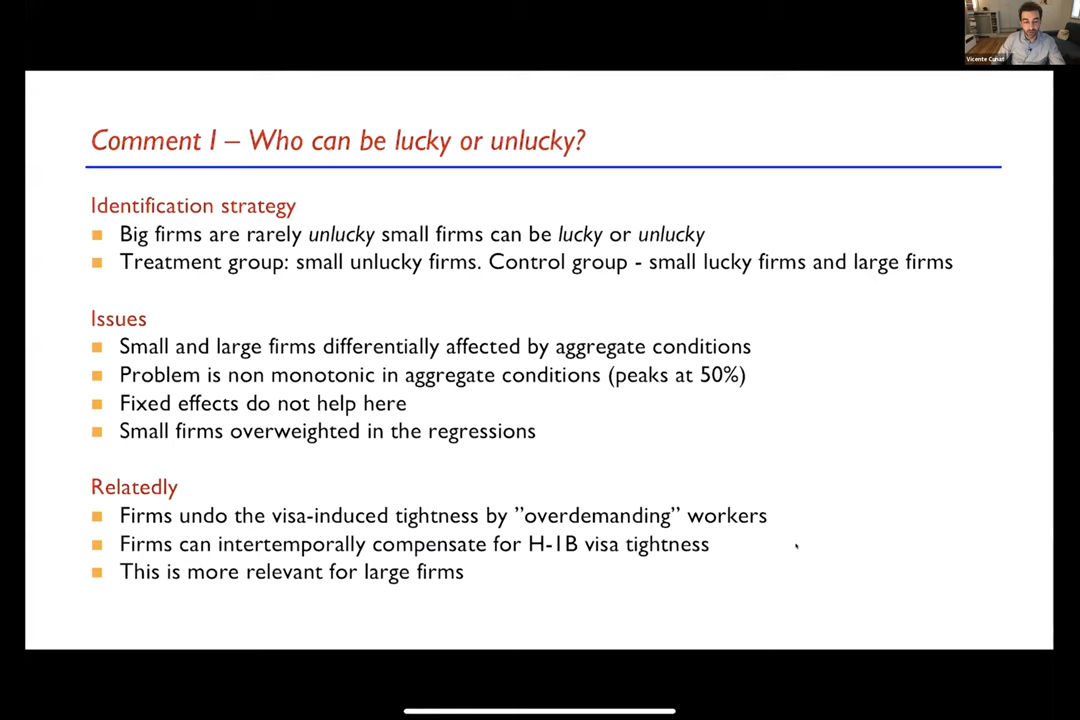 Vicente Cunat
Comment I – Who can be lucky or unlucky?
Identification strategy
Big firms are rarely unlucky small firms can be lucky or unlucky
Treatment group: small unlucky firms. Control group - small lucky firms and large firms
Issues
Small and large firms differentially affected by aggregate conditions
Problem is non monotonic in aggregate conditions (peaks at 50%)
Fixed effects do not help here
Small firms overweighted in the regressions
Relatedly
Firms undo the visa-induced tightness by ”overdemanding” workers
Firms can intertemporally compensate for H-1B visa tightness
This is more relevant for large firms